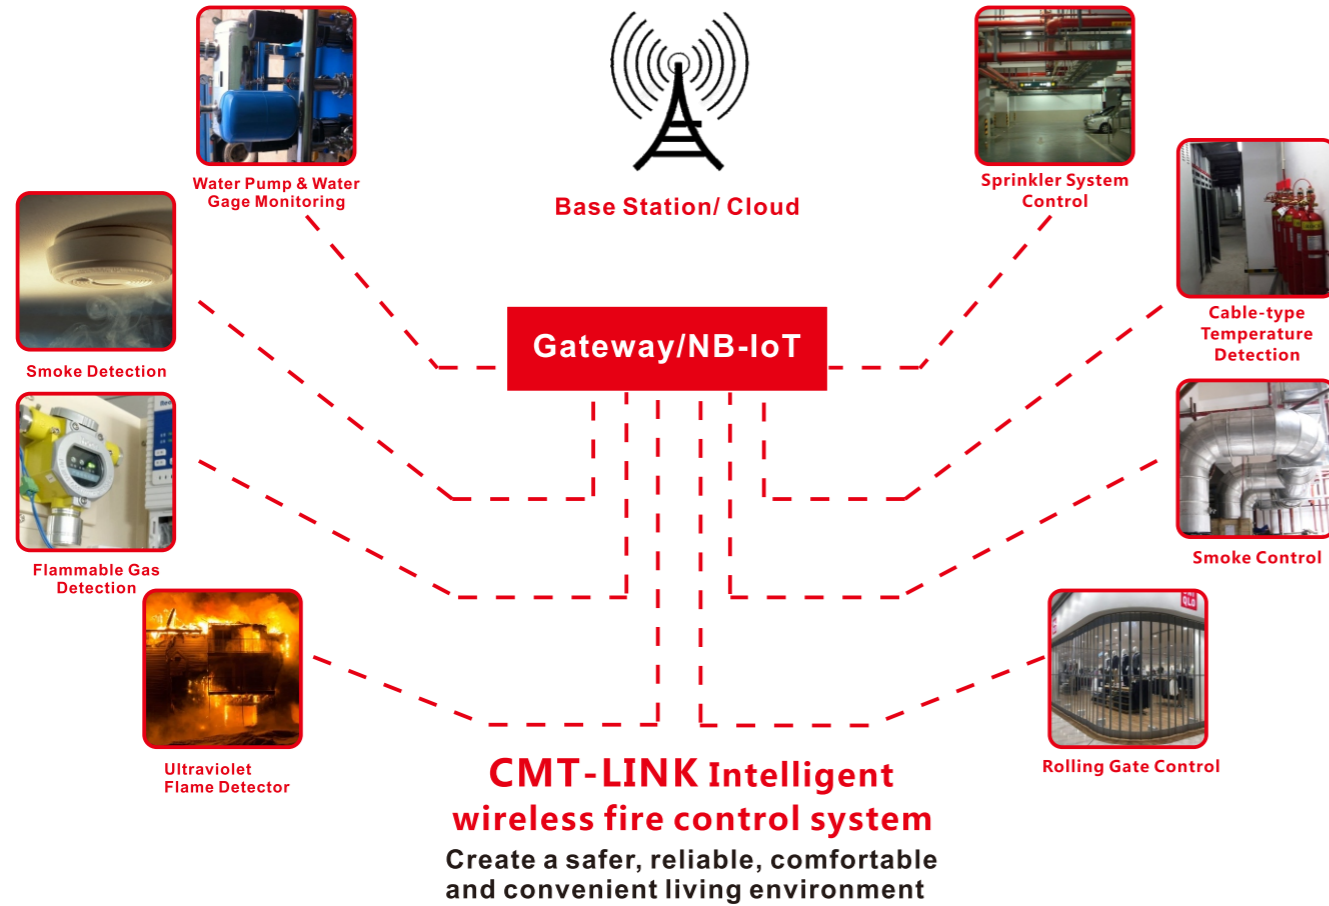 Base Station/ Cloud
Water Pump & Water
Gage Monitoring
Sprinkler System
Control
Smoke Detection
Cable-type
Temperature
Detection
Gateway/NB-IoT
Flammable Gas
Detection
Smoke Control
Ultraviolet
Flame Detector
Rolling Gate Control
CMT-LINK Intelligent
wireless fire control system
Create a safer, reliable, comfortable
and convenient living environment